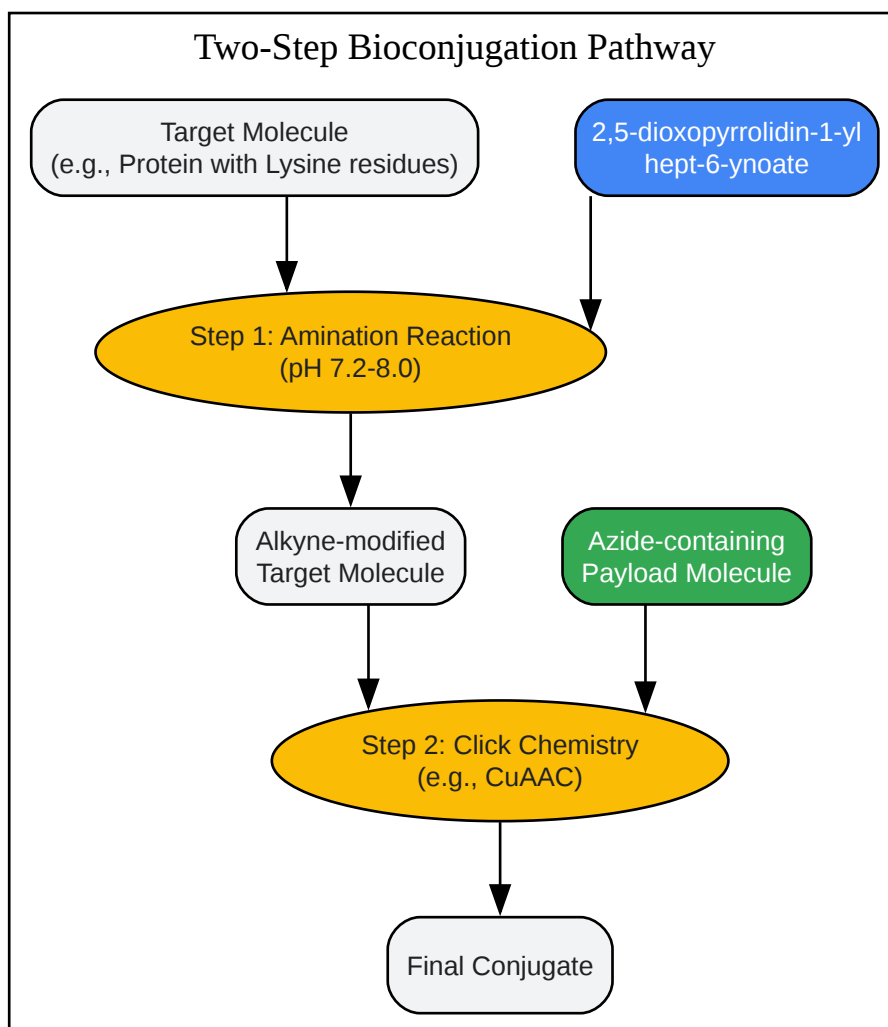 Two-Step Bioconjugation Pathway
Target Molecule
(e.g., Protein with Lysine residues)
2,5-dioxopyrrolidin-1-yl
hept-6-ynoate
Step 1: Amination Reaction
(pH 7.2-8.0)
Alkyne-modified
Target Molecule
Azide-containing
Payload Molecule
Step 2: Click Chemistry
(e.g., CuAAC)
Final Conjugate